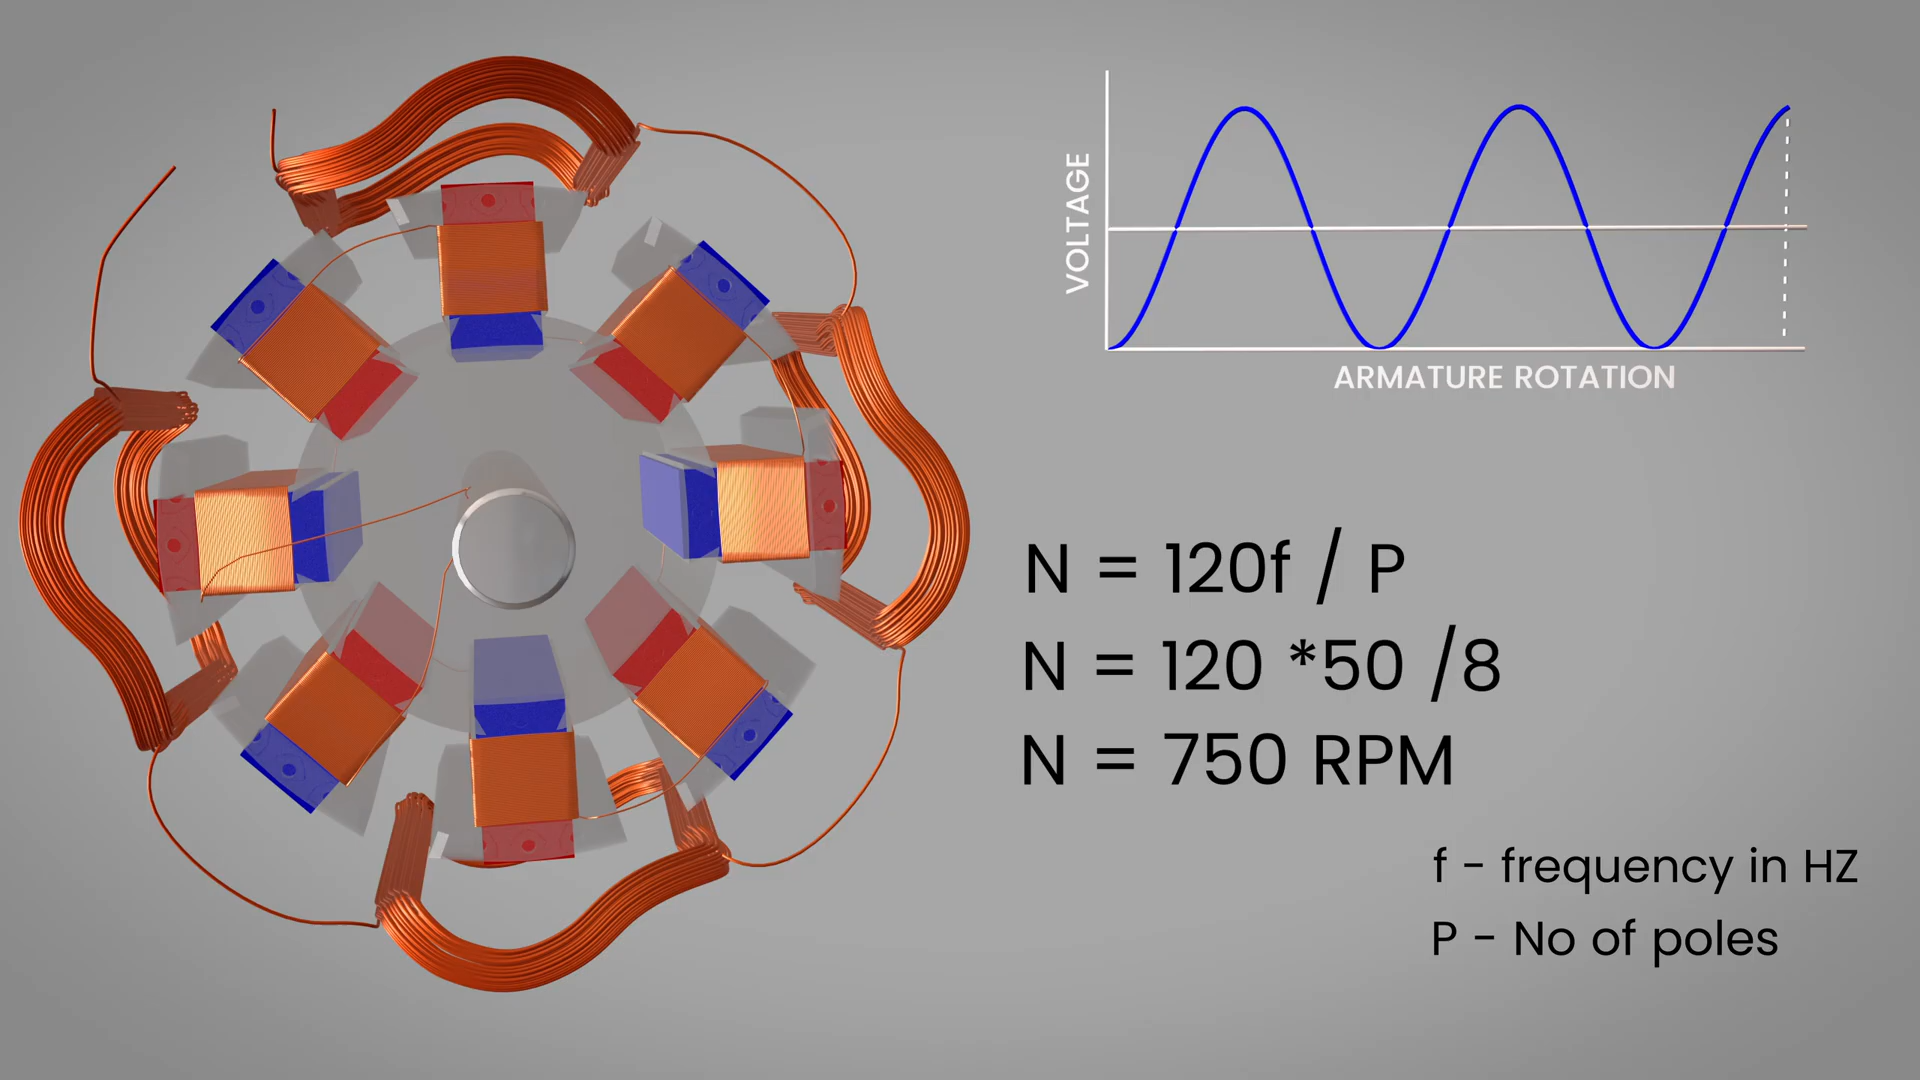 VOLTAGE
ARMATURE ROTATION
N = 120f / P
N = 120 *50 /8
N = 750 RPM
f - frequency in HZ
P - No of poles